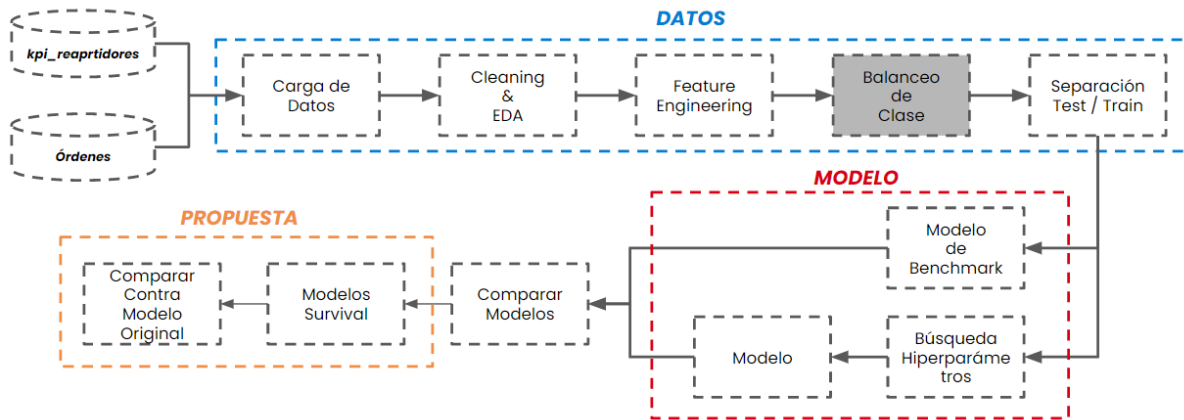 DATOS
kpi_reaprtidores
Órdenes
Carga de
Datos
Cleaning
&
EDA
Feature
Engineering
Balanceo
de
Clase
Separación
Test / Train
MODELO
Modelo
de
Benchmark
Búsqueda
Hiperparáme
tros
Modelo
Comparar
Modelos
PROPUESTA
Modelos
Survival
Comparar
Contra
Modelo
Original